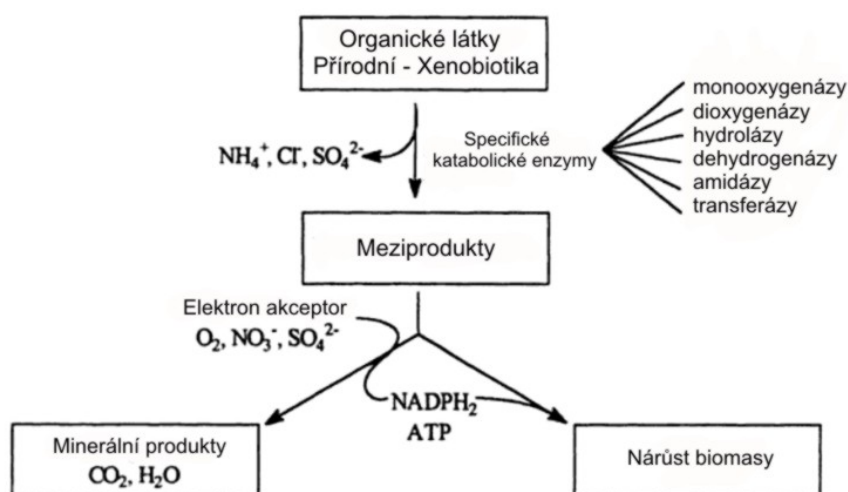 Organické látky
Přírodní - Xenobiotika
monooxygenázy
dioxygenázy
hydrolázy
dehydrogenázy
amidázy
transferázy
Specifické
katabolické enzymy
NH₄⁺, Cl⁻, SO₄²⁻
Meziprodukty
Elektron akceptor
O₂, NO₃⁻, SO₄²⁻
NADPH₂
ATP
Minerální produkty
CO₂, H₂O
Nárůst biomasy